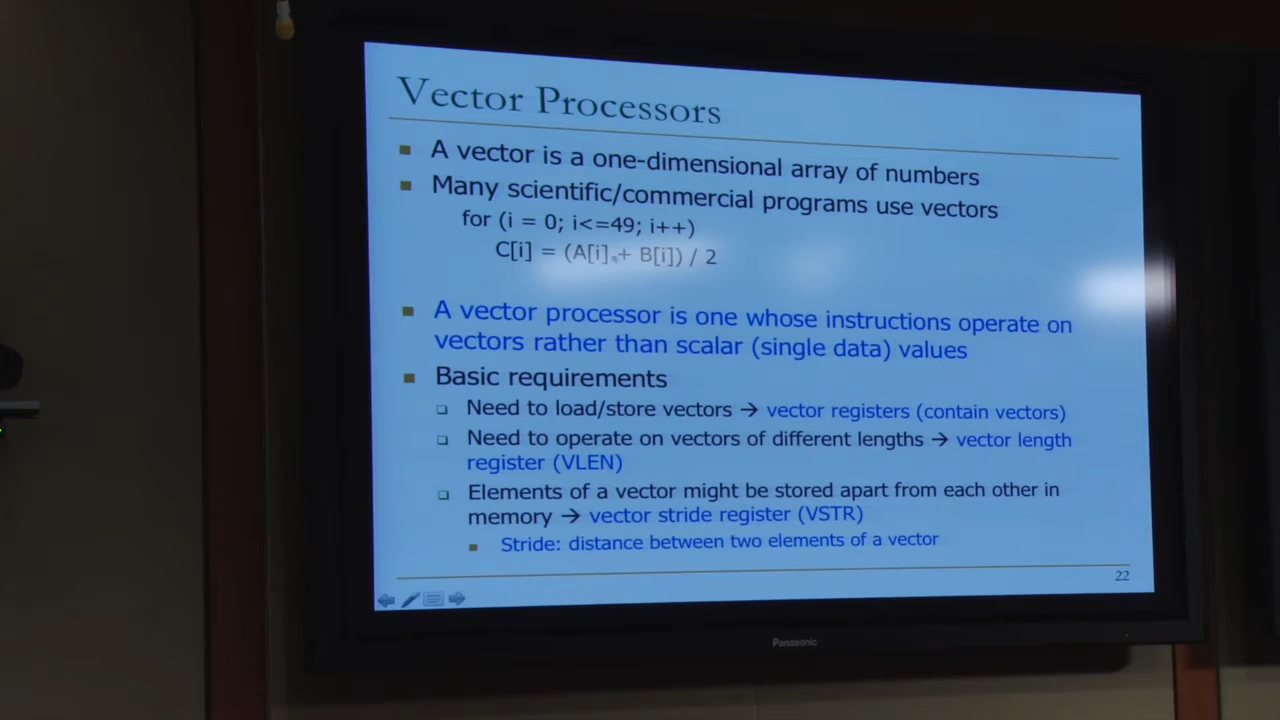 Vector Processors
A vector is a one-dimensional array of numbers
Many scientific/commercial programs use vectors
for (i = 0; i<=49; i++)
C[i] = (A[i] + B[i]) / 2
A vector processor is one whose instructions operate on
vectors rather than scalar (single data) values
Basic requirements
Need to load/store vectors → vector registers (contain vectors)
Need to operate on vectors of different lengths → vector length
register (VLEN)
Elements of a vector might be stored apart from each other in
memory → vector stride register (VSTR)
Stride: distance between two elements of a vector
22
Panasonic